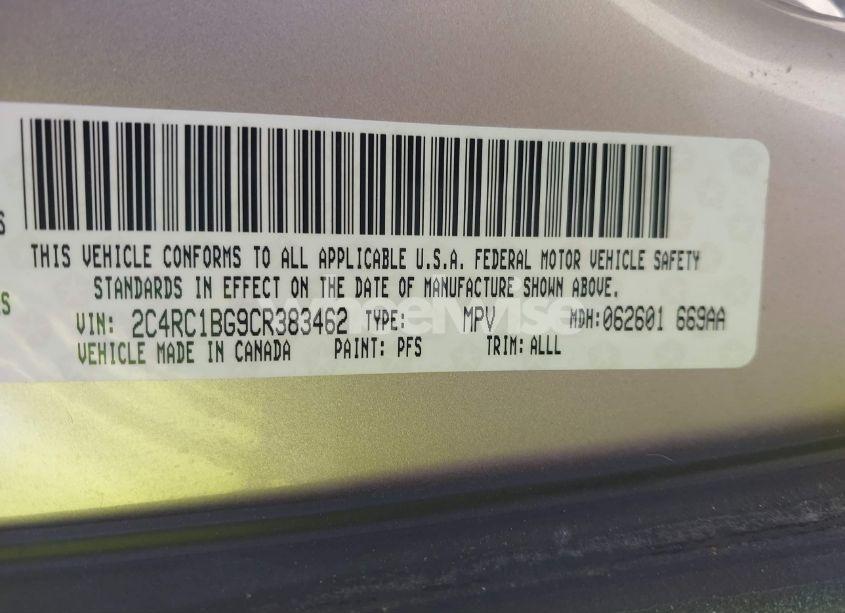 S
THIS VEHICLE CONFORMS TO ALL APPLICABLE U.S.A. FEDERAL MOTOR VEHICLE SAFETY
STANDARDS IN EFFECT ON THE DATE OF MANUFACTURE SHOWN ABOVE.
VIN: 2C4RC1BG9CR383462 TYPE: MPV MDH:062601 669AA
VEHICLE MADE IN CANADA PAINT: PFS TRIM: ALLL
wheelwise